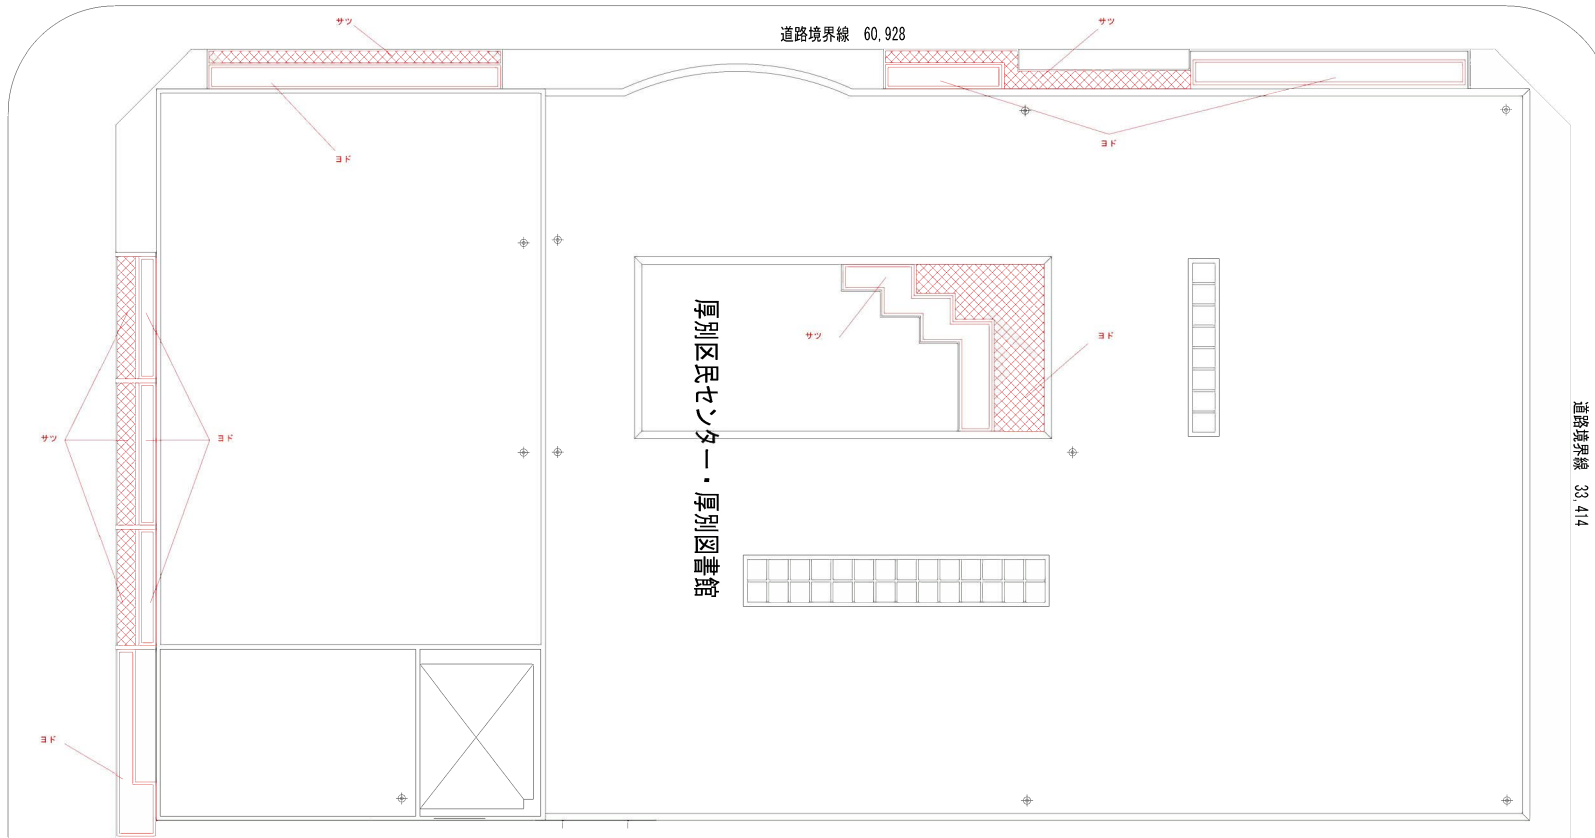 サツ
道路境界線 60,928
サツ
ヨド
ヨド
サツ
ヨド
厚別区民センター・厚別図書館
サツ
ヨド
道路境界線 33,414
ヨド